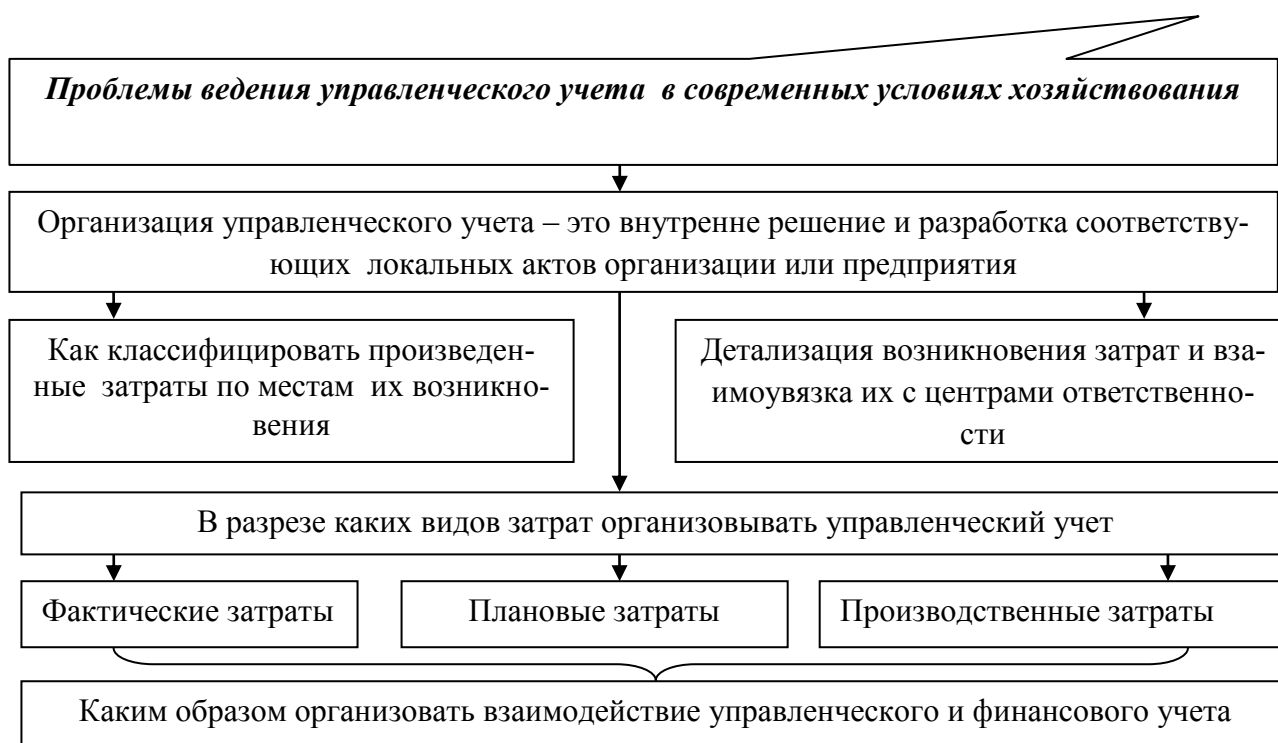 Проблемы ведения управленческого учета в современных условиях хозяйствования
Организация управленческого учета – это внутренне решение и разработка соответству-
ющих локальных актов организации или предприятия
Как классифицировать произведен-
ные затраты по местам их возникно-
вения
Детализация возникновения затрат и вза-
имоувязка их с центрами ответственно-
сти
В разрезе каких видов затрат организовывать управленческий учет
Фактические затраты
Плановые затраты
Производственные затраты
Каким образом организовать взаимодействие управленческого и финансового учета